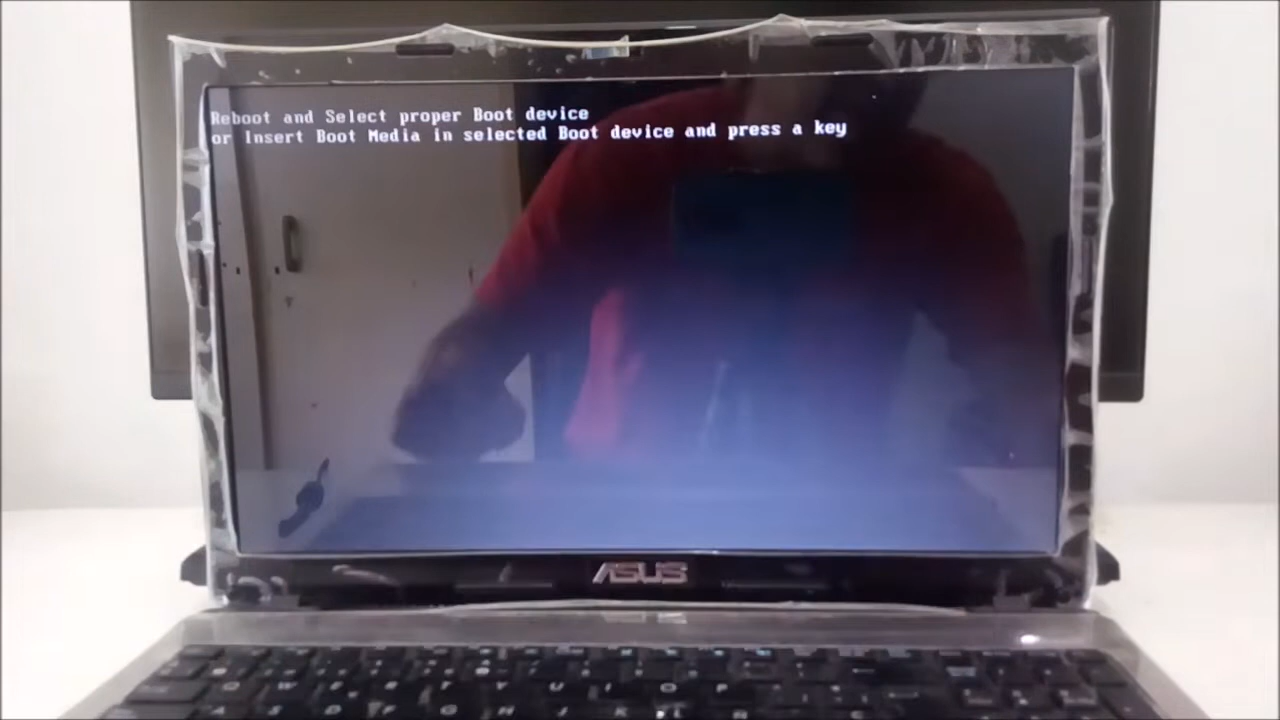 Reboot and Select proper Boot device
or Insert Boot Media in selected Boot device and press a key
ASUS